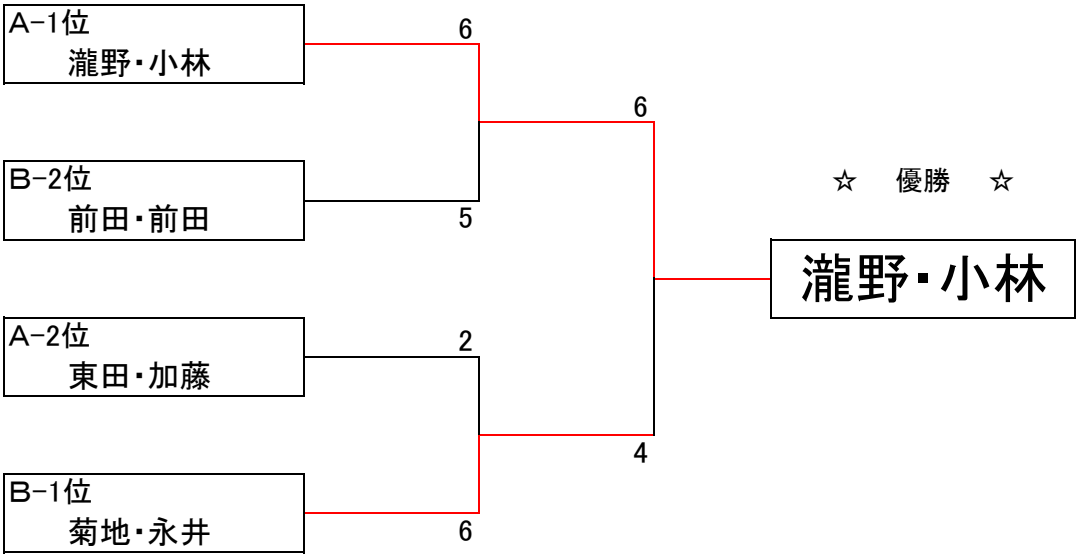 A-1位
瀧野・小林
6
B-2位
前田・前田
5
A-2位
東田・加藤
2
B-1位
菊地・永井
6
6
4
☆ 優勝 ☆
瀧野・小林